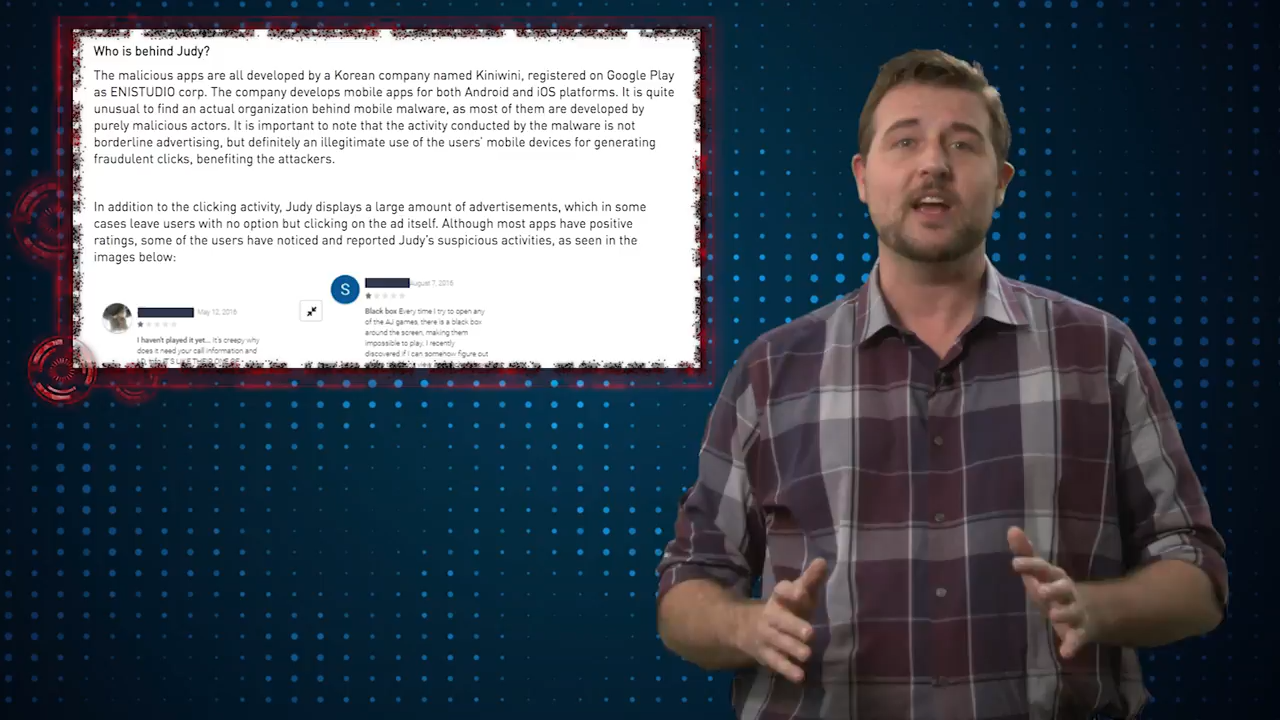 Who is behind Judy?
The malicious apps are all developed by a Korean company named Kiniwini, registered on Google Play
as ENISTUDIO corp. The company develops mobile apps for both Android and iOS platforms. It is quite
unusual to find an actual organization behind mobile malware, as most of them are developed by
purely malicious actors. It is important to note that the activity conducted by the malware is not
borderline advertising, but definitely an illegitimate use of the users' mobile devices for generating
fraudulent clicks, benefiting the attackers.
In addition to the clicking activity, Judy displays a large amount of advertisements, which in some
cases leave users with no option but clicking on the ad itself. Although most apps have positive
ratings, some of the users have noticed and reported Judy's suspicious activities, as seen in the
images below:
May 12, 2016
I haven't played it yet... It's creepy why
does it need your call information and
S
August 7, 2016
Black box Every time I try to open any
of the AJ games, there is a black box
around the screen, making them
impossible to play. I recently
discovered if I can somehow figure out